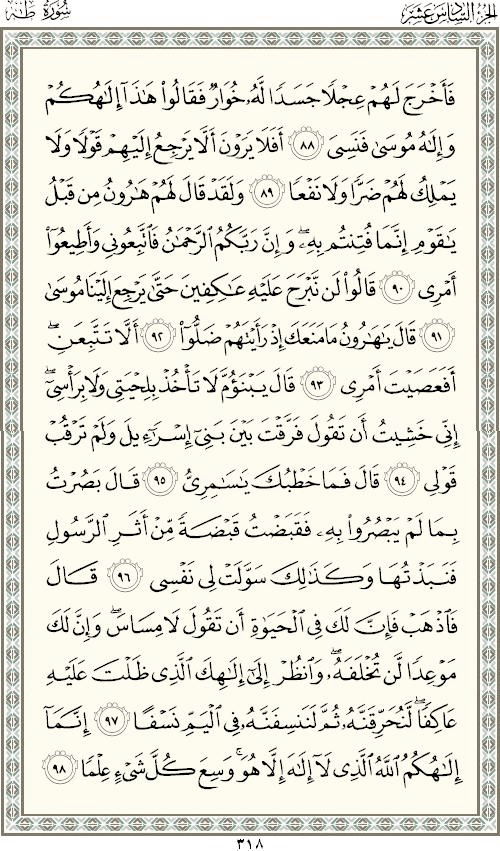 الجزء السادس عشر
سورة طه
فَأَخْرَجَ لَهُمْ عِجْلًا جَسَدًا لَّهُۥ خُوَارٌ فَقَالُوا۟ هَٰذَآ إِلَٰهُكُمْ
وَإِلَٰهُ مُوسَىٰ فَنَسِىَ ٨٨ أَفَلَا يَرَوْنَ أَلَّا يَرْجِعُ إِلَيْهِمْ قَوْلًا وَلَا
يَمْلِكُ لَهُمْ ضَرًّا وَلَا نَفْعًا ٨٩ وَلَقَدْ قَالَ لَهُمْ هَٰرُونُ مِن قَبْلُ
يَٰقَوْمِ إِنَّمَا فُتِنتُم بِهِۦ ۖ وَإِنَّ رَبَّكُمُ ٱلرَّحْمَٰنُ فَٱتَّبِعُونِى وَأَطِيعُوٓا۟
أَمْرِى ٩٠ قَالُوا۟ لَن نَّبْرَحَ عَلَيْهِ عَٰكِفِينَ حَتَّىٰ يَرْجِعَ إِلَيْنَا مُوسَىٰ
٩١ قَالَ يَٰهَٰرُونُ مَا مَنَعَكَ إِذْ رَأَيْتَهُمْ ضَلُّوٓا۟ ٩٢ أَلَّا تَتَّبِعَنِ ۖ
أَفَعَصَيْتَ أَمْرِى ٩٣ قَالَ يَبْنَؤُمَّ لَا تَأْخُذْ بِلِحْيَتِى وَلَا بِرَأْسِىٓ ۖ
إِنِّى خَشِيتُ أَن تَقُولَ فَرَّقْتَ بَيْنَ بَنِىٓ إِسْرَٰٓءِيلَ وَلَمْ تَرْقُبْ
قَوْلِى ٩٤ قَالَ فَمَا خَطْبُكَ يَٰسَٰمِرِىُّ ٩٥ قَالَ بَصُرْتُ
بِمَا لَمْ يَبْصُرُوا۟ بِهِۦ فَقَبَضْتُ قَبْضَةً مِّنْ أَثَرِ ٱلرَّسُولِ
فَنَبَذْتُهَا وَكَذَٰلِكَ سَوَّلَتْ لِى نَفْسِى ٩٦ قَالَ
فَٱذْهَبْ فَإِنَّ لَكَ فِى ٱلْحَيَوٰةِ أَن تَقُولَ لَا مِسَاسَ ۖ وَإِنَّ لَكَ
مَوْعِدًا لَّن تُخْلَفَهُۥ ۖ وَٱنظُرْ إِلَىٰٓ إِلَٰهِكَ ٱلَّذِى ظَلْتَ عَلَيْهِ
عَاكِفًا ۖ لَّنُحَرِّقَنَّهُۥ ثُمَّ لَنَنسِفَنَّهُۥ فِى ٱلْيَمِّ نَسْفًا ٩٧ إِنَّمَآ
إِلَٰهُكُمُ ٱللَّهُ ٱلَّذِى لَآ إِلَٰهَ إِلَّا هُوَ ۚ وَسِعَ كُلَّ شَىْءٍ عِلْمًا ٩٨
٣١٨